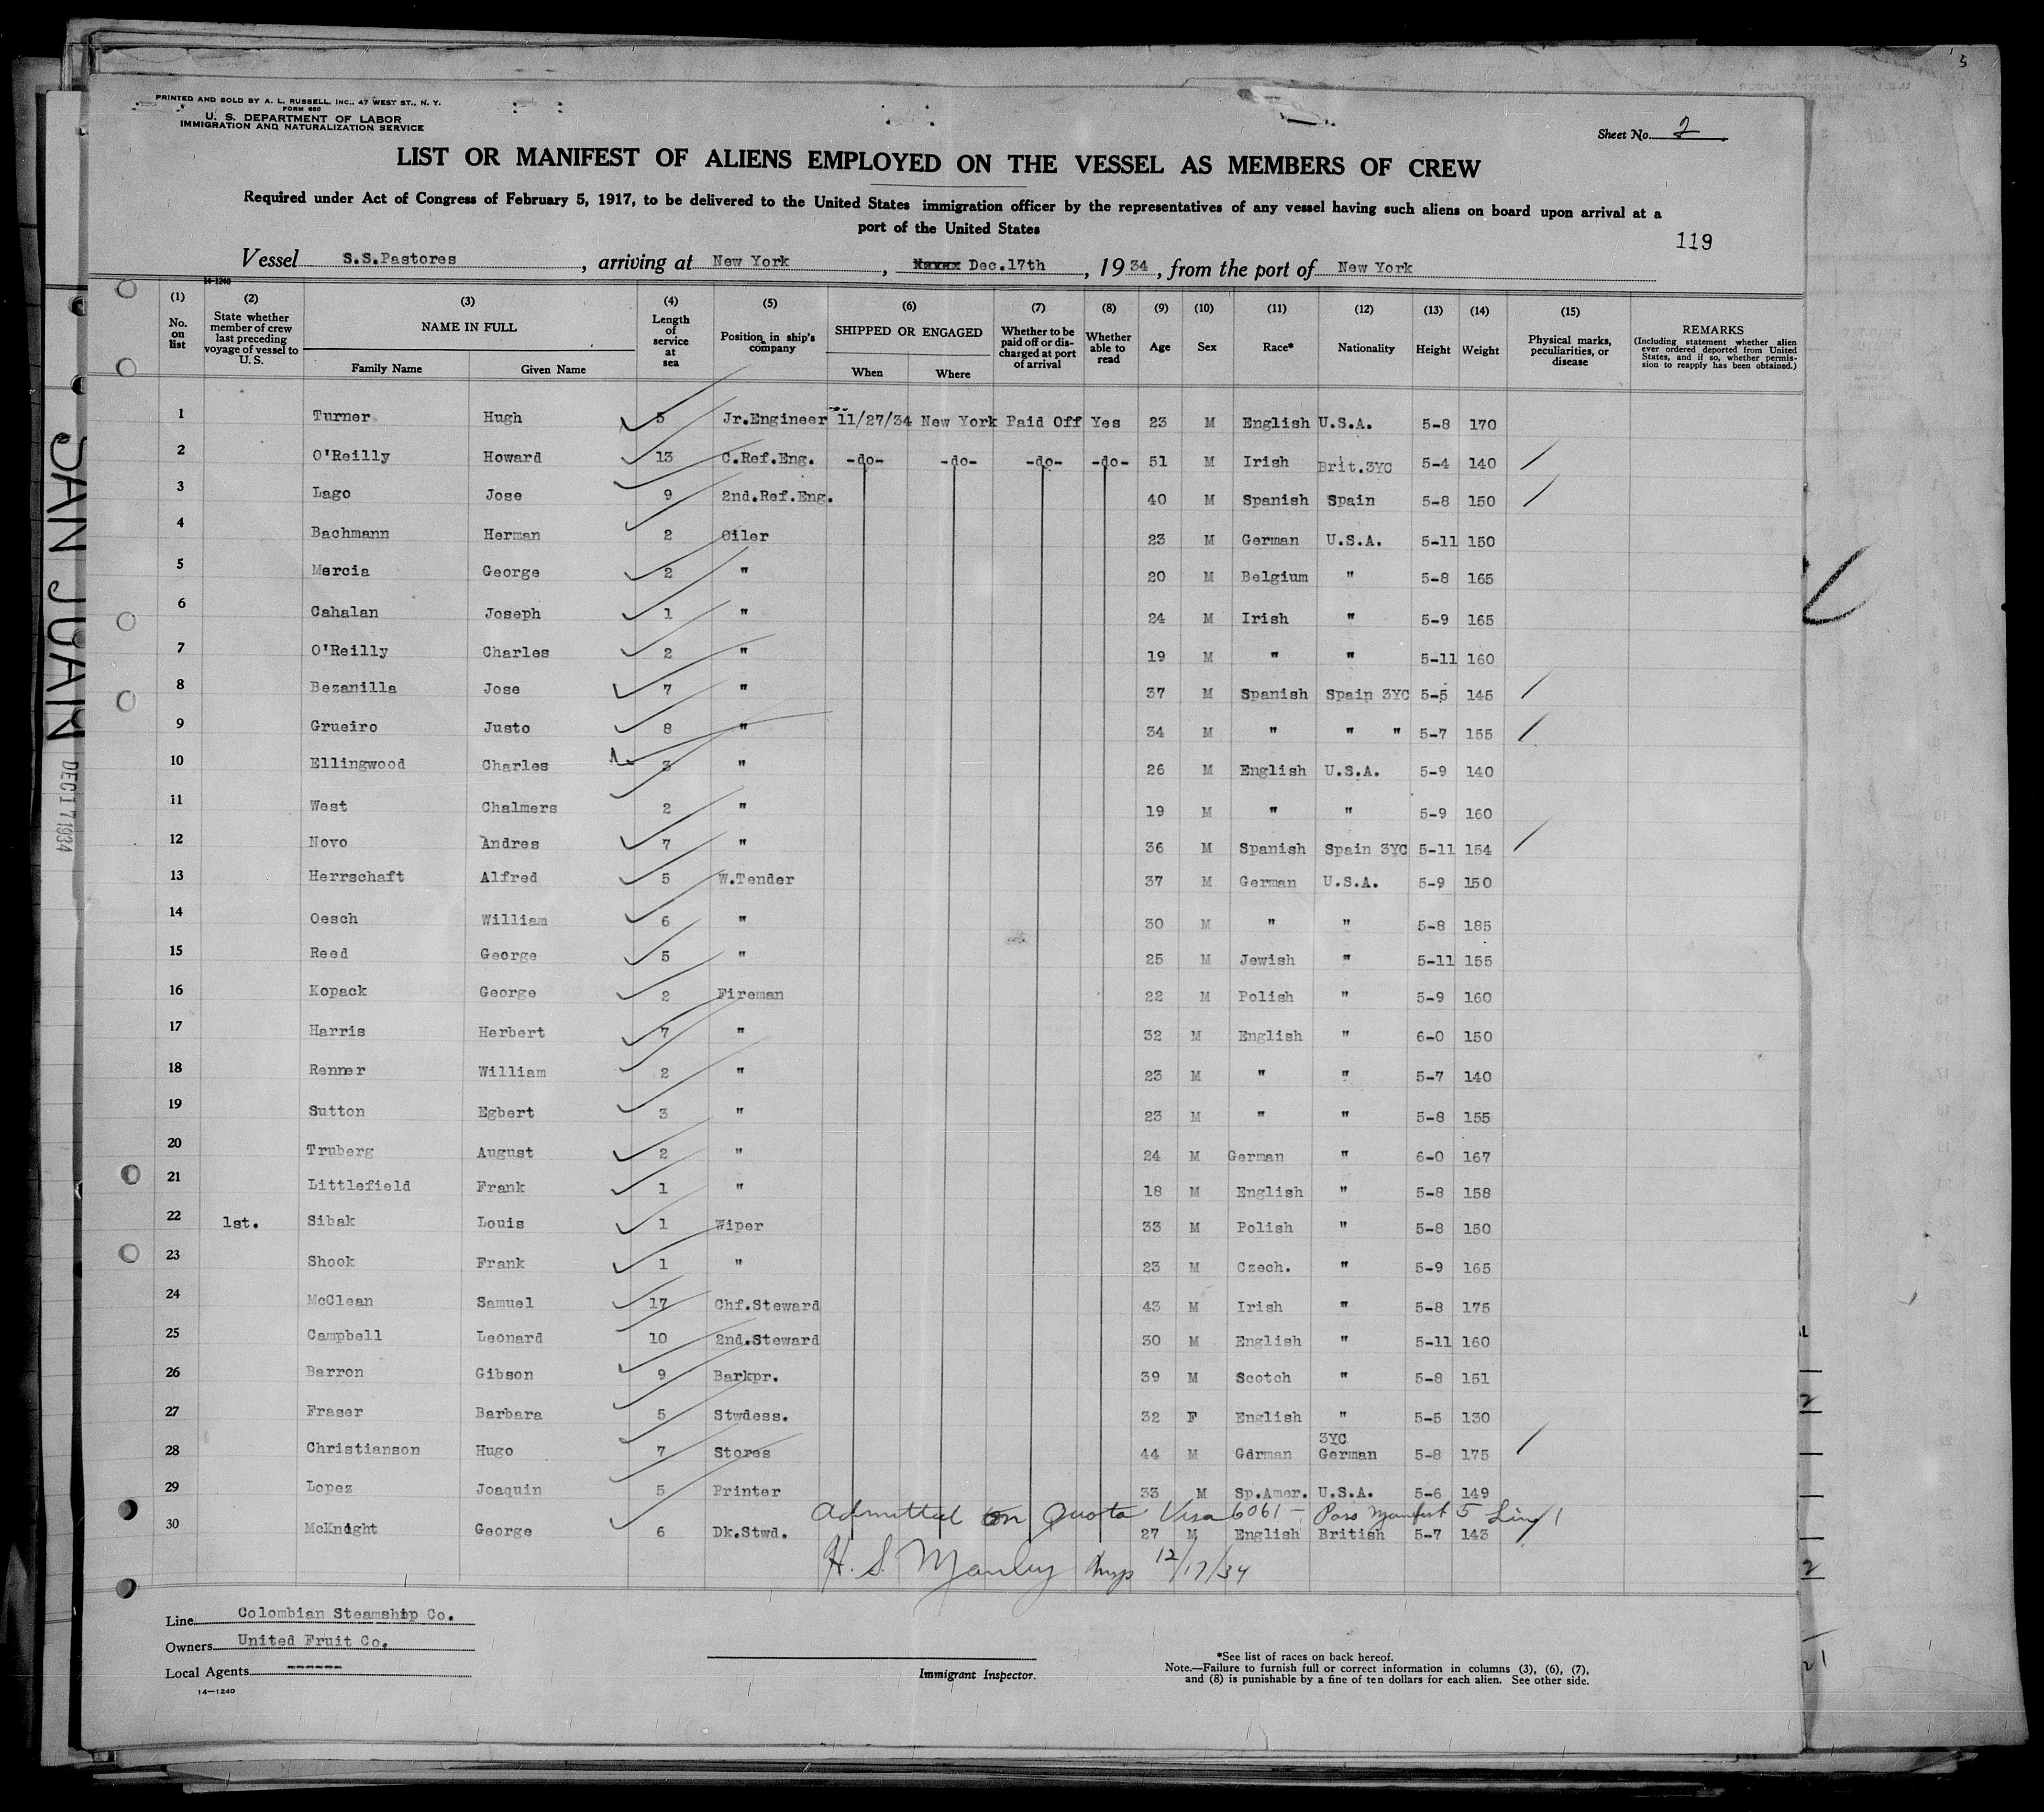 PRINTED AND SOLD BY A. L. RUSSELL, INC., 47 WEST ST., N. Y.
FORM 680
U. S. DEPARTMENT OF LABOR
IMMIGRATION AND NATURALIZATION SERVICE
Sheet No. 2
LIST OR MANIFEST OF ALIENS EMPLOYED ON THE VESSEL AS MEMBERS OF CREW
Required under Act of Congress of February 5, 1917, to be delivered to the United States immigration officer by the representatives of any vessel having such aliens on board upon arrival at a
port of the United States
119
Vessel S.S.Pastores, arriving at New York, Dec.17th, 1934, from the port of New York
14-1240
(1) No. on list (2) State whether member of crew last preceding voyage of vessel to U. S. (3) NAME IN FULL Family Name Given Name (4) Length of service at sea (5) Position in ship's company (6) SHIPPED OR ENGAGED When Where (7) Whether to be paid off or discharged at port of arrival (8) Whether able to read (9) Age (10) Sex (11) Race* (12) Nationality (13) Height (14) Weight (15) Physical marks, peculiarities, or disease REMARKS (Including statement whether alien ever ordered deported from United States, and if so, whether permission to reapply has been obtained.)
1 Turner Hugh 5 Jr.Engineer 11/27/34 New York Paid Off Yes 23 M English U.S.A. 5-8 170
2 O'Reilly Howard 13 C.Ref.Eng. -do- -do- -do- -do- 51 M Irish Brit.3YC 5-4 140
3 Lago Jose 9 2nd.Ref.Eng. 40 M Spanish Spain 5-8 150
4 Bachmann Herman 2 Oiler 23 M German U.S.A. 5-11 150
5 Mercia George 2 " 20 M Belgium " 5-8 165
6 Cahalan Joseph 1 " 24 M Irish " 5-9 165
7 O'Reilly Charles 2 " 19 M " " 5-11 160
8 Bezanilla Jose 7 " 37 M Spanish Spain 3YC 5-5 145
9 Grueiro Justo 8 " 34 M " " " 5-7 155
10 Ellingwood Charles 3 " 26 M English U.S.A. 5-9 140
11 West Chalmers 2 " 19 M " " 5-9 160
12 Novo Andres 7 " 36 M Spanish Spain 3YC 5-11 154
13 Herrschaft Alfred 5 W.Tender 37 M German U.S.A. 5-9 150
14 Oesch William 6 " 30 M " " 5-8 185
15 Reed George 5 " 25 M Jewish " 5-11 155
16 Kopack George 2 Fireman 22 M Polish " 5-9 160
17 Harris Herbert 7 " 32 M English " 6-0 150
18 Renner William 2 " 23 M " " 5-7 140
19 Sutton Egbert 3 " 23 M " " 5-8 155
20 Truberg August 2 " 24 M German " 6-0 167
21 Littlefield Frank 1 " 18 M English " 5-8 158
22 1st. Sibak Louis 1 Wiper 33 M Polish " 5-8 150
23 Shook Frank 1 " 23 M Czech. " 5-9 165
24 McClean Samuel 17 Chf.Steward 43 M Irish " 5-8 175
25 Campbell Leonard 10 2nd.Steward 30 M English " 5-11 160
26 Barron Gibson 9 Barkpr. 39 M Scotch " 5-8 151
27 Fraser Barbara 5 Stwdess. 32 F English " 5-5 130
28 Christianson Hugo 7 Stores 44 M German 3YC German 5-8 175
29 Lopez Joaquin 5 Printer 33 M Sp.Amer. U.S.A. 5-6 149
Admitted on Quota Visa 6061 - Pass Manifest 5 Line 1
30 McKnight George 6 Dk.Stwd. 27 M English British 5-7 143
H. S. Manley Insp 12/17/34
Line Colombian Steamship Co.
Owners United Fruit Co.
Local Agents ------
14-1240
Immigrant Inspector.
*See list of races on back hereof.
Note.—Failure to furnish full or correct information in columns (3), (6), (7),
and (8) is punishable by a fine of ten dollars for each alien. See other side.
SAN JUAN DEC 17 1934